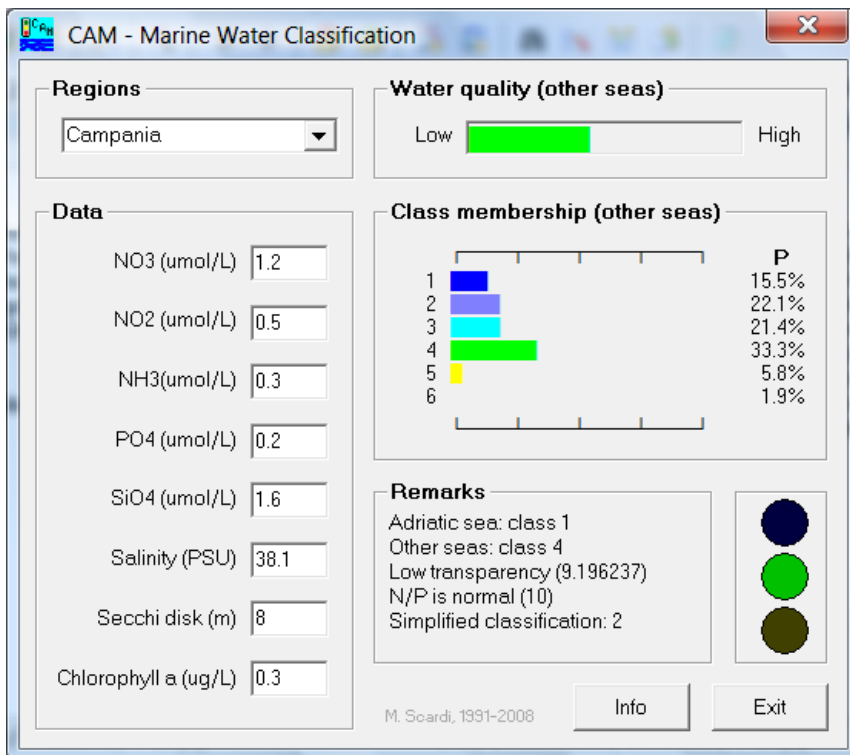 CAM
CAM - Marine Water Classification
Regions
Campania
Water quality (other seas)
Low High
Data
NO3 (umol/L) 1.2
NO2 (umol/L) 0.5
NH3(umol/L) 0.3
PO4 (umol/L) 0.2
SiO4 (umol/L) 1.6
Salinity (PSU) 38.1
Secchi disk (m) 8
Chlorophyll a (ug/L) 0.3
Class membership (other seas)
P
1 15.5%
2 22.1%
3 21.4%
4 33.3%
5 5.8%
6 1.9%
Remarks
Adriatic sea: class 1
Other seas: class 4
Low transparency (9.196237)
N/P is normal (10)
Simplified classification: 2
M. Scardi, 1991-2008
Info
Exit